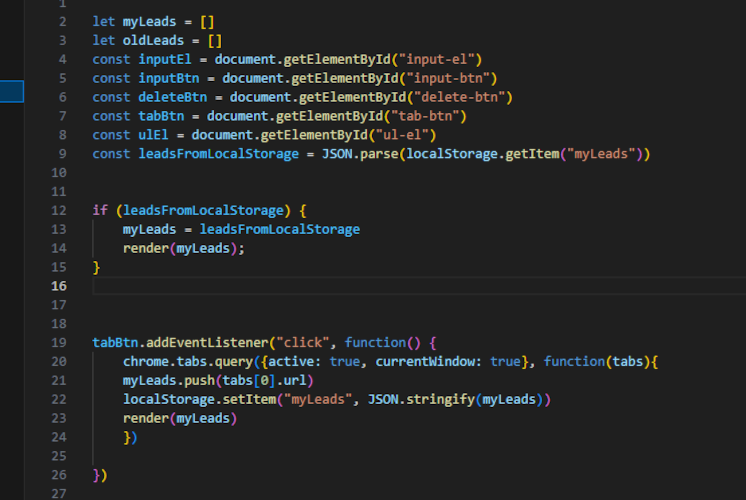 1
2 let myLeads = []
3 let oldLeads = []
4 const inputEl = document.getElementById("input-el")
5 const inputBtn = document.getElementById("input-btn")
6 const deleteBtn = document.getElementById("delete-btn")
7 const tabBtn = document.getElementById("tab-btn")
8 const ulEl = document.getElementById("ul-el")
9 const leadsFromLocalStorage = JSON.parse(localStorage.getItem("myLeads"))
10
11
12 if (leadsFromLocalStorage) {
13     myLeads = leadsFromLocalStorage
14     render(myLeads);
15 }
16
17
18
19 tabBtn.addEventListener("click", function() {
20     chrome.tabs.query({active: true, currentWindow: true}, function(tabs){
21     myLeads.push(tabs[0].url)
22     localStorage.setItem("myLeads", JSON.stringify(myLeads))
23     render(myLeads)
24     })
25
26 })
27